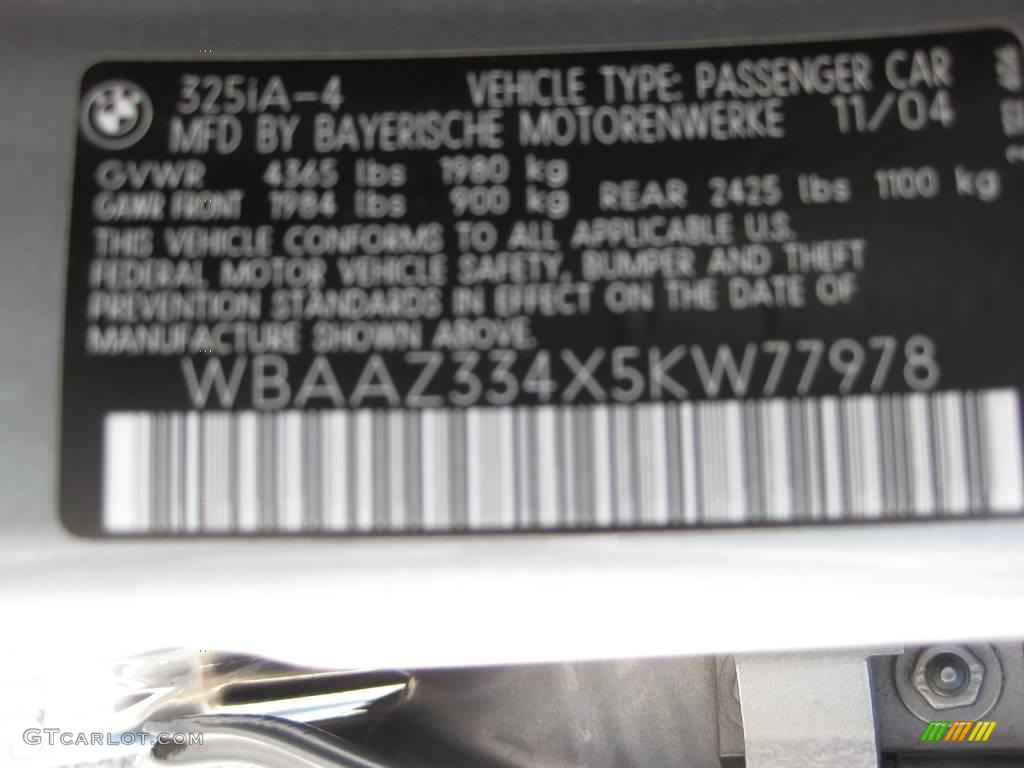 325iA-4 VEHICLE TYPE: PASSENGER CAR
MFD BY BAYERISCHE MOTORENWERKE 11/04
GVWR 4365 lbs 1980 kg
GAWR FRONT 1984 lbs 900 kg REAR 2425 lbs 1100 kg
THIS VEHICLE CONFORMS TO ALL APPLICABLE U.S.
FEDERAL MOTOR VEHICLE SAFETY, BUMPER AND THEFT
PREVENTION STANDARDS IN EFFECT ON THE DATE OF
MANUFACTURE SHOWN ABOVE.
WBAAZ334X5KW77978
GTCARLOT.COM